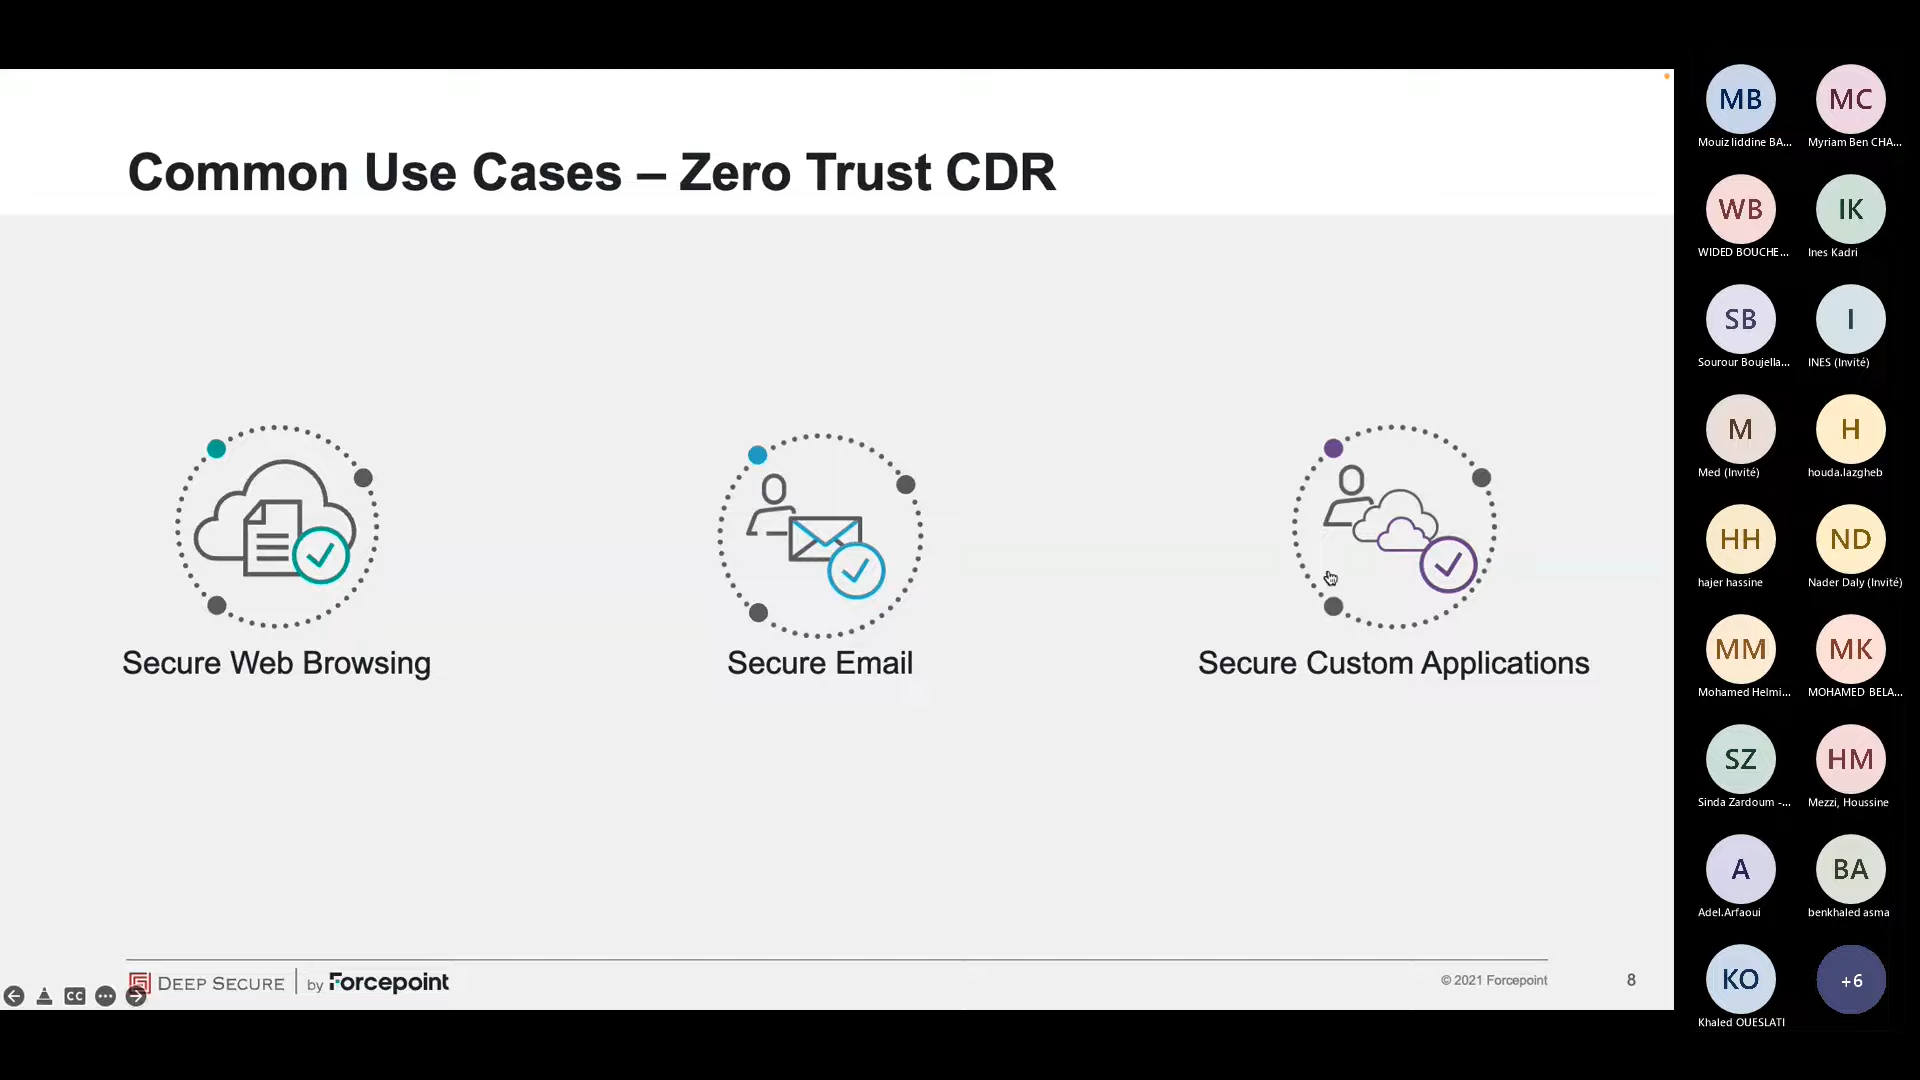 Common Use Cases – Zero Trust CDR
Secure Web Browsing
Secure Email
Secure Custom Applications
DEEP SECURE | by Forcepoint
© 2021 Forcepoint
8
CC
MB
Mouiz liddine BA...
MC
Myriam Ben CHA...
WB
WIDED BOUCHE...
IK
Ines Kadri
SB
Sourour Boujella...
I
INES (Invité)
M
Med (Invité)
H
houda.lazgheb
HH
hajer hassine
ND
Nader Daly (Invité)
MM
Mohamed Helmi...
MK
MOHAMED BELA...
SZ
Sinda Zardoum -...
HM
Mezzi, Houssine
A
Adel.Arfaoui
BA
benkhaled asma
KO
Khaled OUESLATI
+6